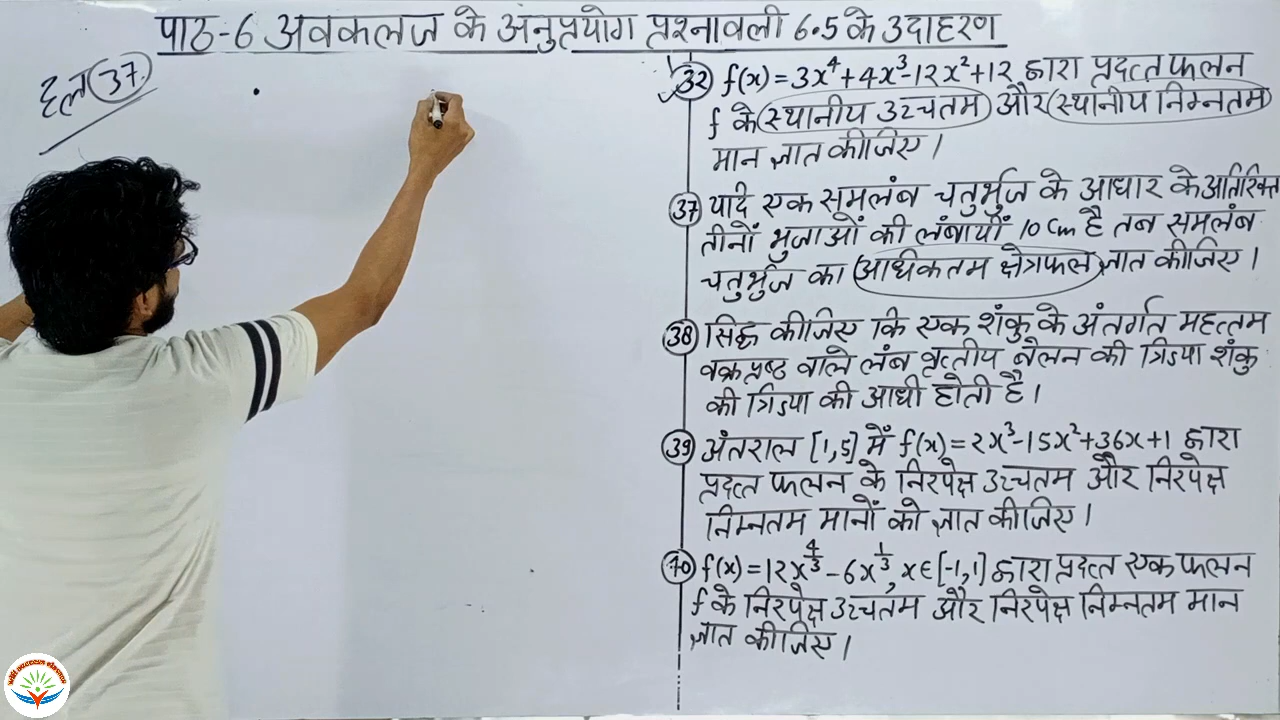 पाठ-6 अवकलज के अनुप्रयोग प्रश्नावली 6.5 के उदाहरण
हल 37.
32 f(x) = 3x⁴+4x³-12x²+12 द्वारा प्रदत्त फलन
f के स्थानीय उच्चतम और स्थानीय निम्नतम
मान ज्ञात कीजिए।
37 यदि एक समलंब चतुर्भुज के आधार के अतिरिक्त
तीनों भुजाओं की लंबायीं 10 cm है तब समलंब
चतुर्भुज का अधिकतम क्षेत्रफल ज्ञात कीजिए।
38 सिद्ध कीजिए कि एक शंकु के अंतर्गत महत्तम
वक्रपृष्ठ वाले लंब वृत्तीय बेलन की त्रिज्या शंकु
की त्रिज्या की आधी होती है।
39 अंतराल [1,5] में f(x) = 2x³-15x²+36x+1 द्वारा
प्रदत्त फलन के निरपेक्ष उच्चतम और निरपेक्ष
निम्नतम मानों को ज्ञात कीजिए।
40 f(x) = 12x^{4/3} - 6x^{1/3}, x∈[-1,1] द्वारा प्रदत्त एक फलन
f के निरपेक्ष उच्चतम और निरपेक्ष निम्नतम मान
ज्ञात कीजिए।